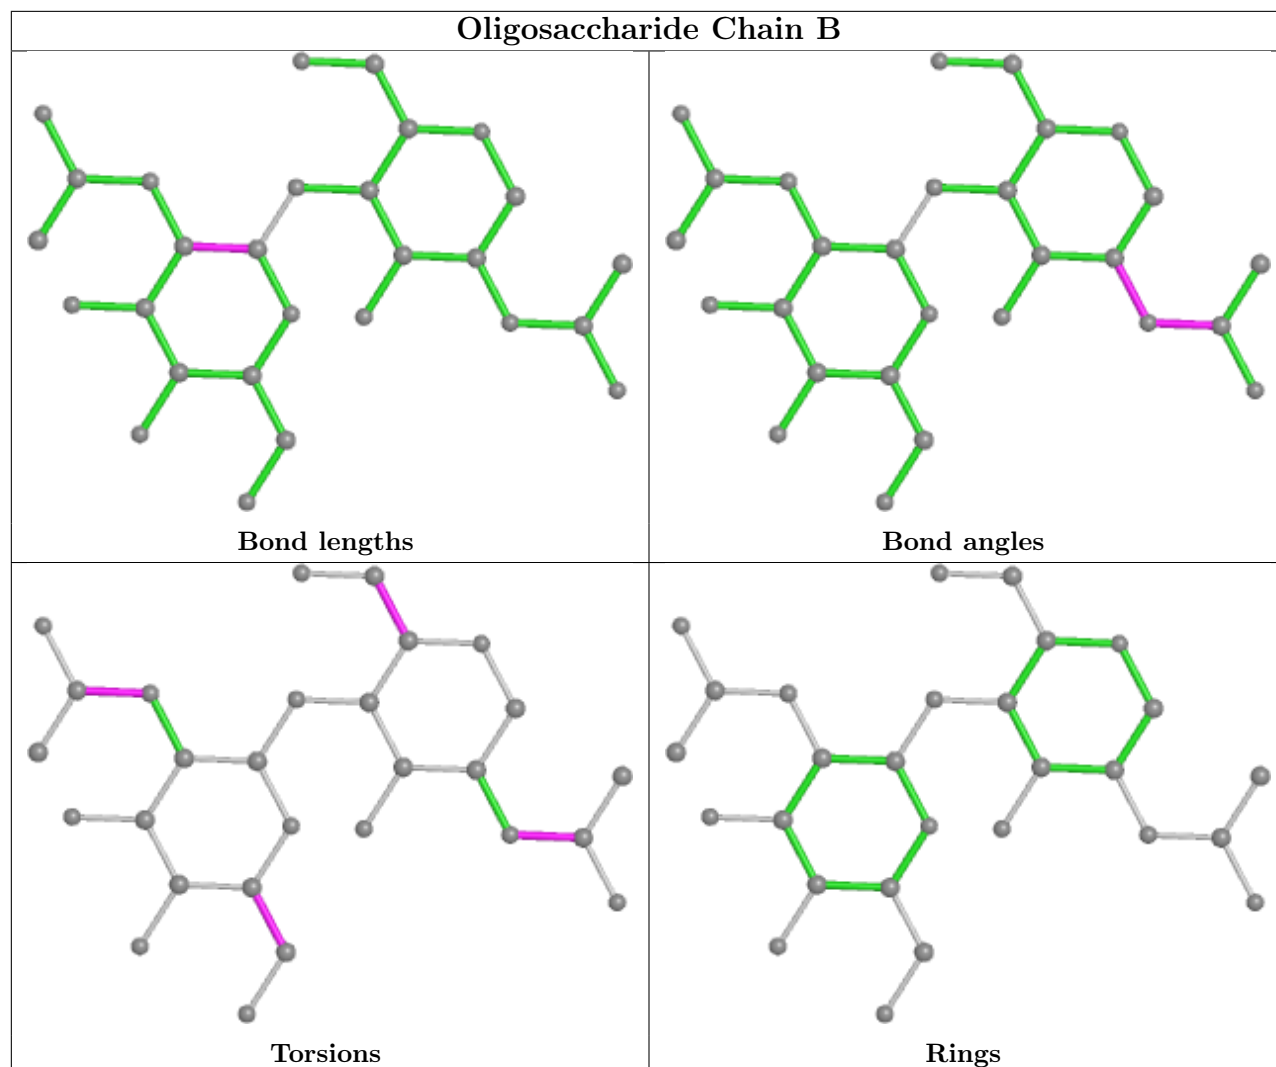 Oligosaccharide Chain B
Bond lengths
Bond angles
Torsions
Rings